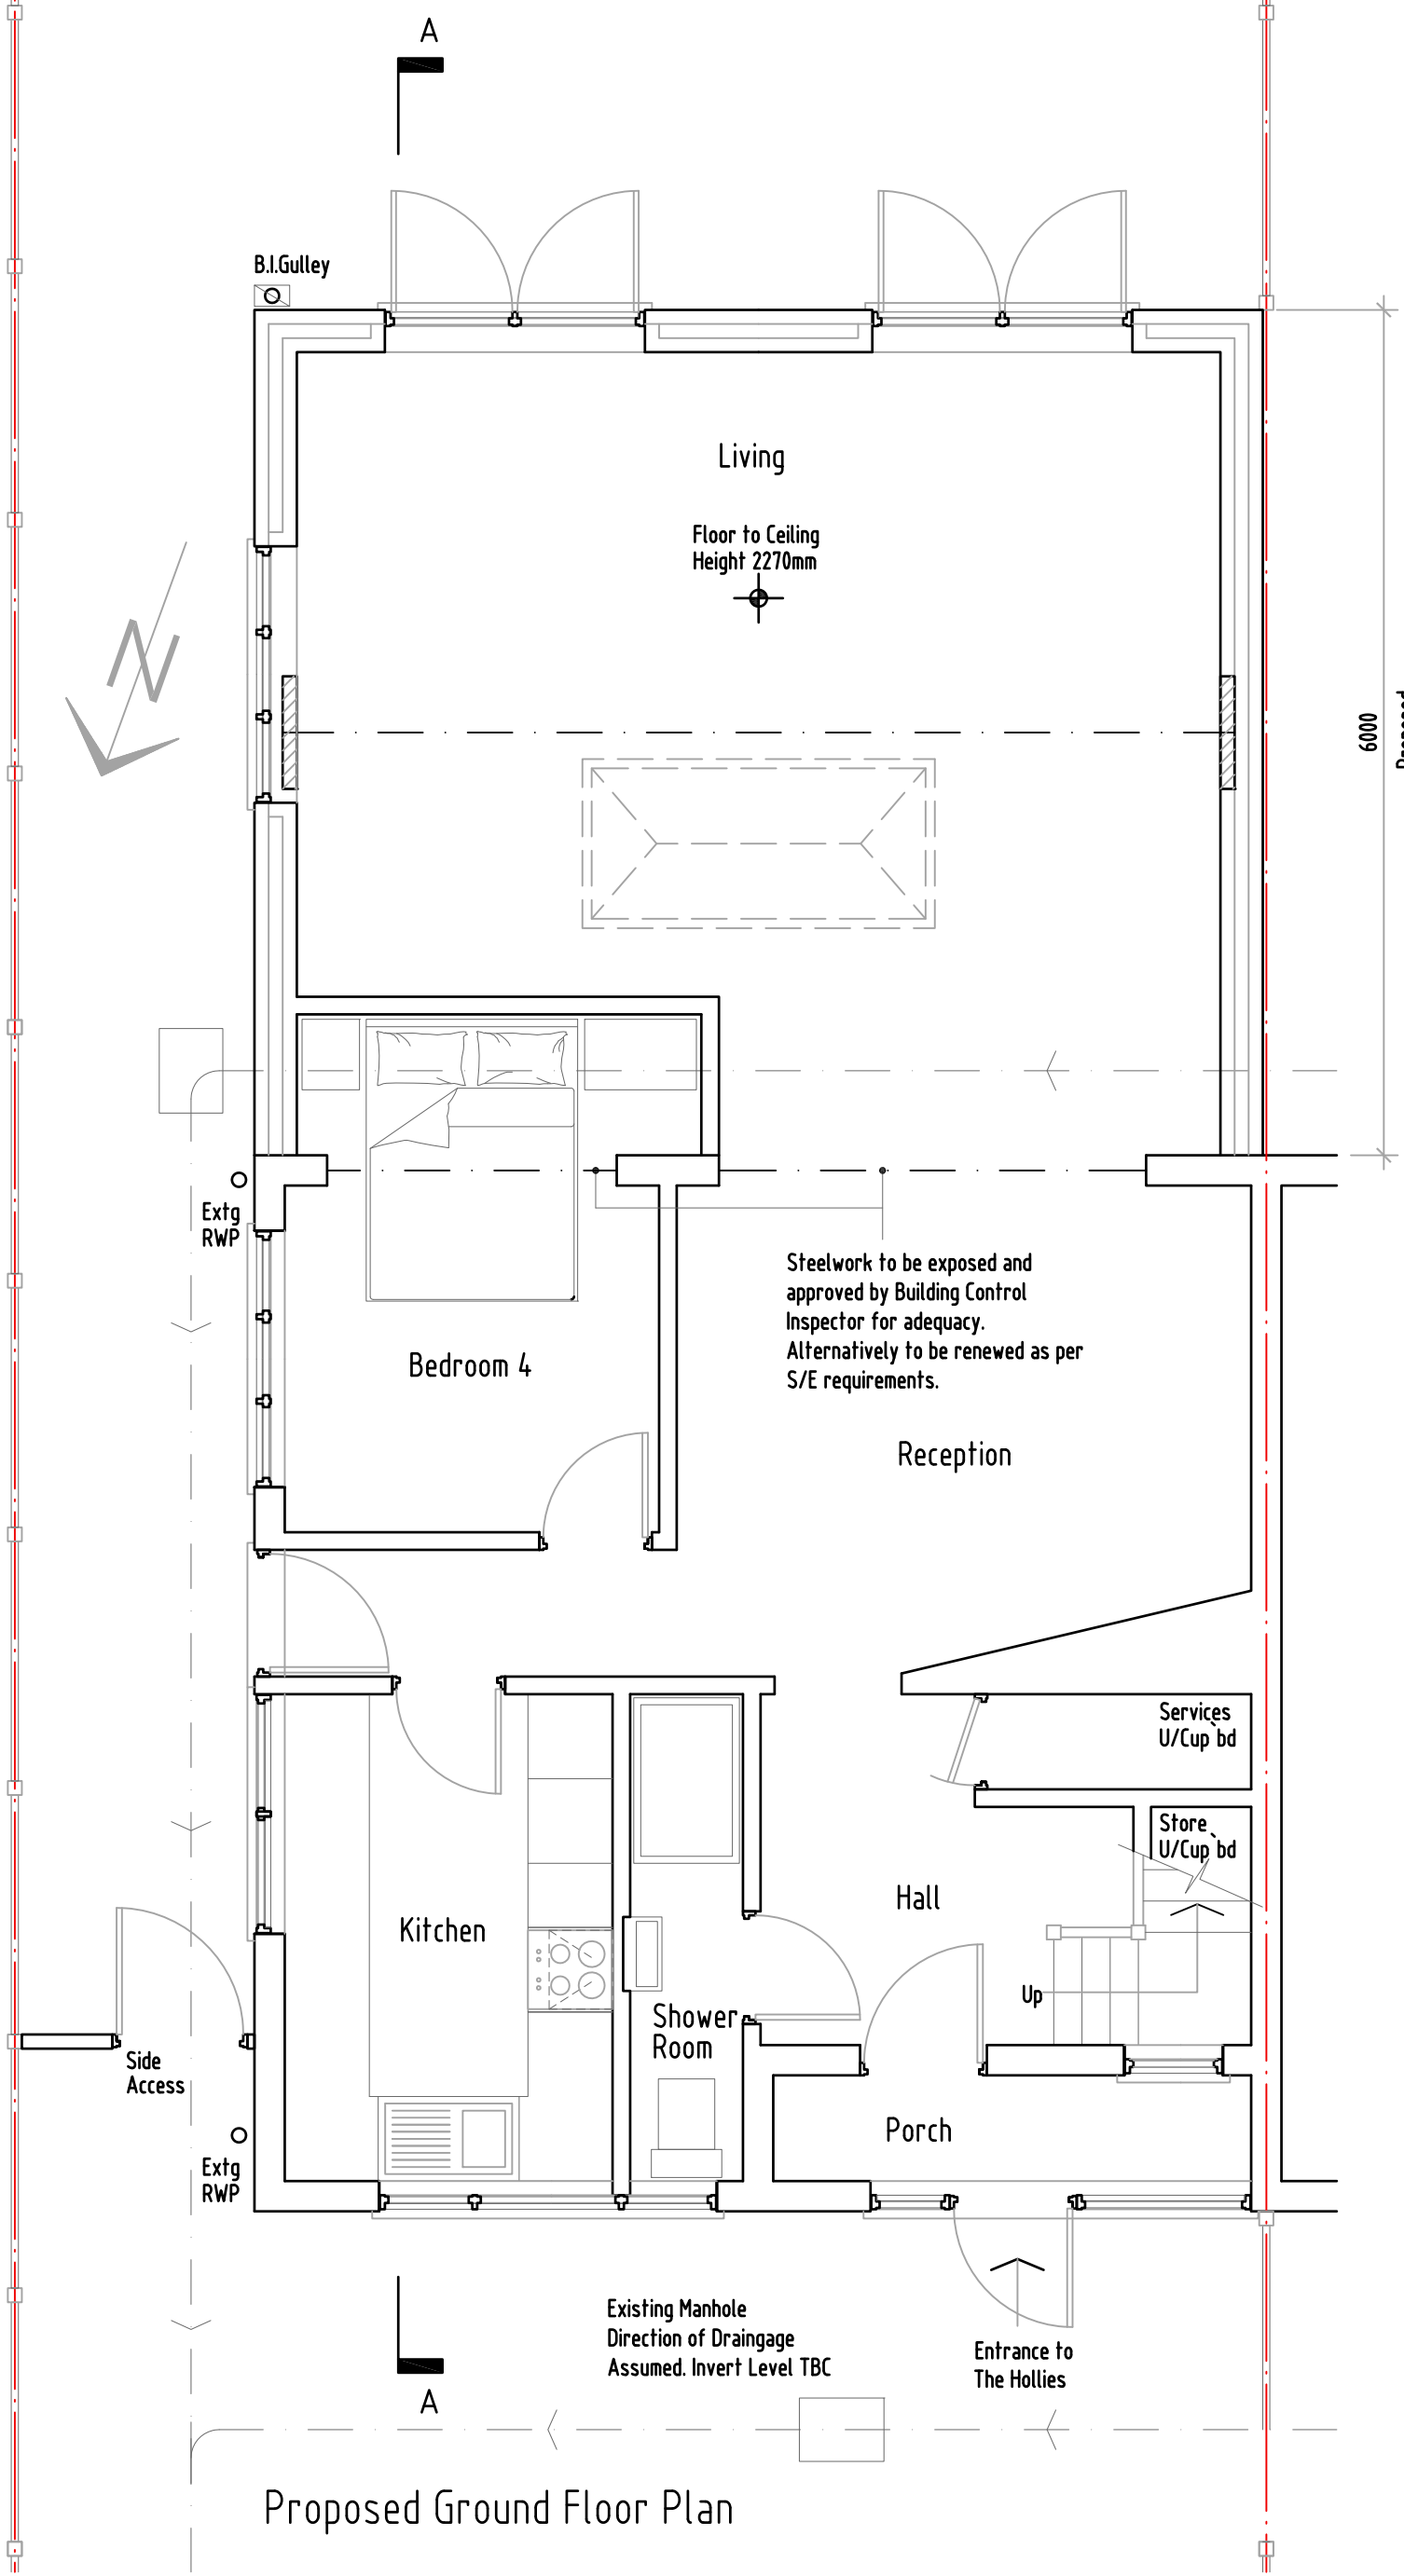 A
B.I.Gulley
Living
Floor to Ceiling
Height 2270mm
N
6000
Proposed
Extg
RWP
Steelwork to be exposed and
approved by Building Control
Inspector for adequacy.
Alternatively to be renewed as per
S/E requirements.
Bedroom 4
Reception
Services
U/Cup`bd
Store
U/Cup`bd
Hall
Kitchen
Up
Shower
Room
Side
Access
Porch
Extg
RWP
Existing Manhole
Direction of Draingage
Assumed. Invert Level TBC
Entrance to
The Hollies
A
Proposed Ground Floor Plan